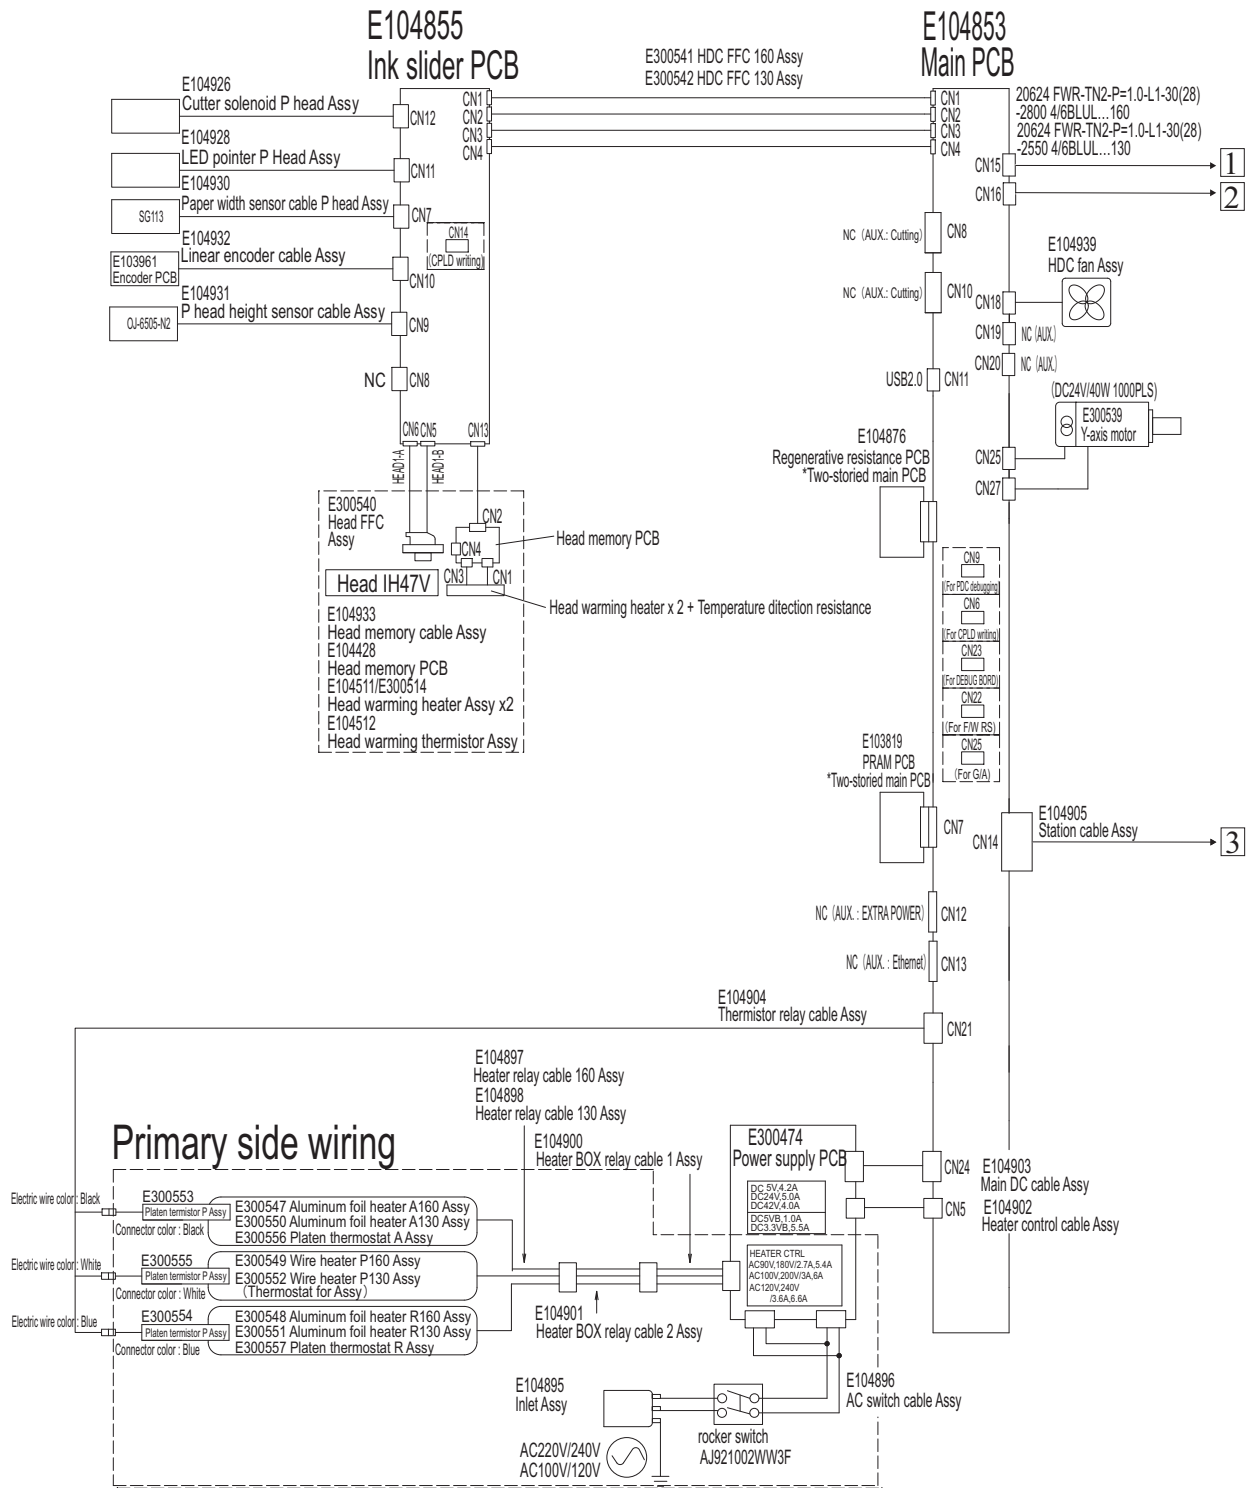 E104855
Ink slider PCB
E104853
Main PCB
E300541 HDC FFC 160 Assy
E300542 HDC FFC 130 Assy
E104926
Cutter solenoid P head Assy
CN12
E104928
LED pointer P Head Assy
CN11
E104930
Paper width sensor cable P head Assy
SG113
CN7
E104932
Linear encoder cable Assy
E103961
Encoder PCB
CN10
E104931
P head height sensor cable Assy
OJ-6505-N2
CN9
NC
CN8
CN1
CN2
CN3
CN4
CN14
(CPLD writing)
CN6
CN5
CN13
HEAD1-A
HEAD1-B
CN1
CN2
CN3
CN4
20624 FWR-TN2-P=1.0-L1-30(28)
-2800 4/6BLUL...160
20624 FWR-TN2-P=1.0-L1-30(28)
-2550 4/6BLUL...130
CN15
1
CN16
2
NC (AUX.: Cutting)
CN8
NC (AUX.: Cutting)
CN10
E104939
HDC fan Assy
CN18
CN19
NC (AUX.)
CN20
NC (AUX.)
USB2.0
CN11
(DC24V/40W 1000PLS)
E300539
Y-axis motor
CN25
CN27
E104876
Regenerative resistance PCB
*Two-storied main PCB
E300540
Head FFC
Assy
CN2
CN4
CN3
CN1
Head memory PCB
Head IH47V
Head warming heater x 2 + Temperature ditection resistance
E104933
Head memory cable Assy
E104428
Head memory PCB
E104511/E300514
Head warming heater Assy x2
E104512
Head warming thermistor Assy
CN9
(For PDC debugging)
CN6
(For CPLD writing)
CN23
(For DEBUG BORD)
CN22
(For F/W RS)
CN25
(For G/A)
E103819
PRAM PCB
*Two-storied main PCB
CN7
E104905
Station cable Assy
CN14
3
NC (AUX. : EXTRA POWER)
CN12
NC (AUX. : Ethernet)
CN13
E104904
Thermistor relay cable Assy
CN21
E104897
Heater relay cable 160 Assy
E104898
Heater relay cable 130 Assy
E104900
Heater BOX relay cable 1 Assy
Primary side wiring
E300474
Power supply PCB
DC 5V,4.2A
DC24V,5.0A
DC42V,4.0A
DC5VB,1.0A
DC3.3VB,5.5A
CN24
E104903
Main DC cable Assy
CN5
E104902
Heater control cable Assy
HEATER CTRL
AC90V,180V/2.7A,5.4A
AC100V,200V/3A,6A
AC120V,240V
/3.6A,6.6A
Electric wire color : Black
E300553
Platen termistor P Assy
Connector color : Black
E300547 Aluminum foil heater A160 Assy
E300550 Aluminum foil heater A130 Assy
E300556 Platen thermostat A Assy
Electric wire color : White
E300555
Platen termistor P Assy
Connector color : White
E300549 Wire heater P160 Assy
E300552 Wire heater P130 Assy
(Thermostat for Assy)
Electric wire color : Blue
E300554
Platen termistor P Assy
Connector color : Blue
E300548 Aluminum foil heater R160 Assy
E300551 Aluminum foil heater R130 Assy
E300557 Platen thermostat R Assy
E104901
Heater BOX relay cable 2 Assy
E104895
Inlet Assy
E104896
AC switch cable Assy
rocker switch
AJ921002WW3F
AC220V/240V
AC100V/120V